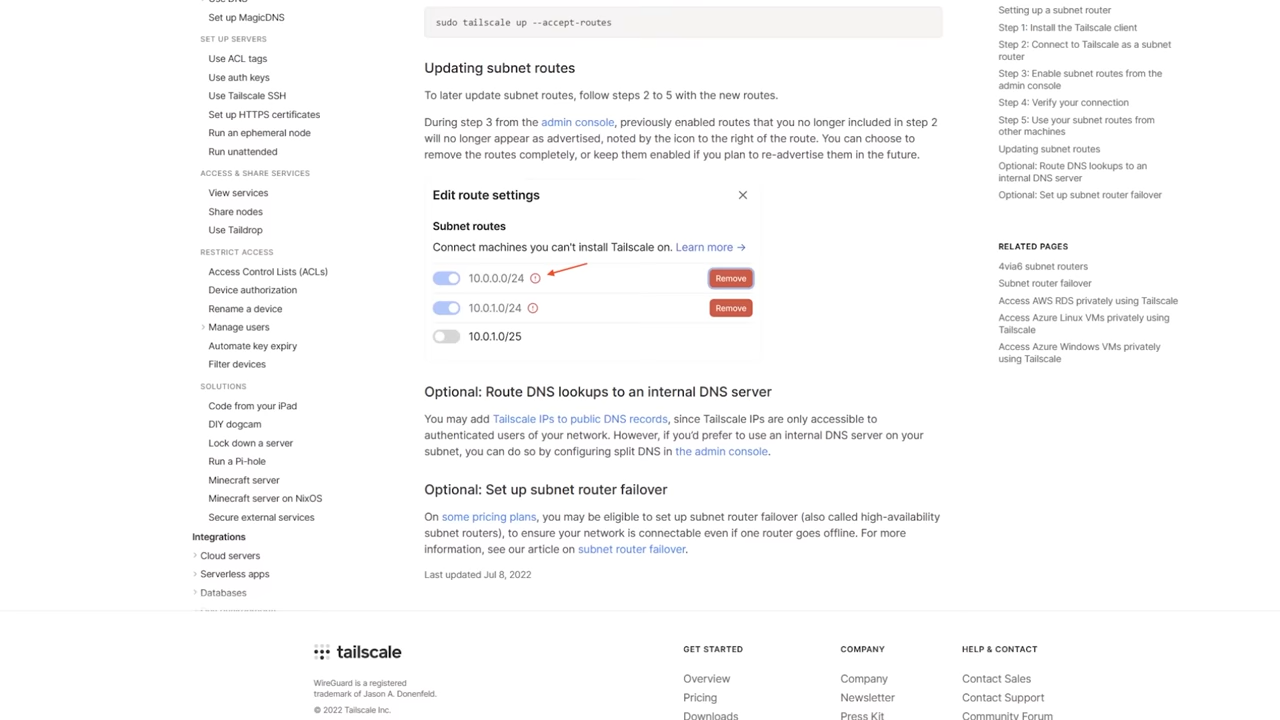 Use DNS
Set up MagicDNS
SET UP SERVERS
Use ACL tags
Use auth keys
Use Tailscale SSH
Set up HTTPS certificates
Run an ephemeral node
Run unattended
ACCESS & SHARE SERVICES
View services
Share nodes
Use Taildrop
RESTRICT ACCESS
Access Control Lists (ACLs)
Device authorization
Rename a device
Manage users
Automate key expiry
Filter devices
SOLUTIONS
Code from your iPad
DIY dogcam
Lock down a server
Run a Pi-hole
Minecraft server
Minecraft server on NixOS
Secure external services
Integrations
Cloud servers
Serverless apps
Databases
sudo tailscale up --accept-routes
Updating subnet routes
To later update subnet routes, follow steps 2 to 5 with the new routes.
During step 3 from the admin console, previously enabled routes that you no longer included in step 2
will no longer appear as advertised, noted by the icon to the right of the route. You can choose to
remove the routes completely, or keep them enabled if you plan to re-advertise them in the future.
Edit route settings
Subnet routes
Connect machines you can't install Tailscale on. Learn more →
10.0.0.0/24 Remove
10.0.1.0/24 Remove
10.0.1.0/25
Optional: Route DNS lookups to an internal DNS server
You may add Tailscale IPs to public DNS records, since Tailscale IPs are only accessible to
authenticated users of your network. However, if you'd prefer to use an internal DNS server on your
subnet, you can do so by configuring split DNS in the admin console.
Optional: Set up subnet router failover
On some pricing plans, you may be eligible to set up subnet router failover (also called high-availability
subnet routers), to ensure your network is connectable even if one router goes offline. For more
information, see our article on subnet router failover.
Last updated Jul 8, 2022
Setting up a subnet router
Step 1: Install the Tailscale client
Step 2: Connect to Tailscale as a subnet
router
Step 3: Enable subnet routes from the
admin console
Step 4: Verify your connection
Step 5: Use your subnet routes from
other machines
Updating subnet routes
Optional: Route DNS lookups to an
internal DNS server
Optional: Set up subnet router failover
RELATED PAGES
4via6 subnet routers
Subnet router failover
Access AWS RDS privately using Tailscale
Access Azure Linux VMs privately using
Tailscale
Access Azure Windows VMs privately
using Tailscale
tailscale
WireGuard is a registered
trademark of Jason A. Donenfeld.
© 2022 Tailscale Inc.
GET STARTED
Overview
Pricing
Downloads
COMPANY
Company
Newsletter
Press Kit
HELP & CONTACT
Contact Sales
Contact Support
Community Forum